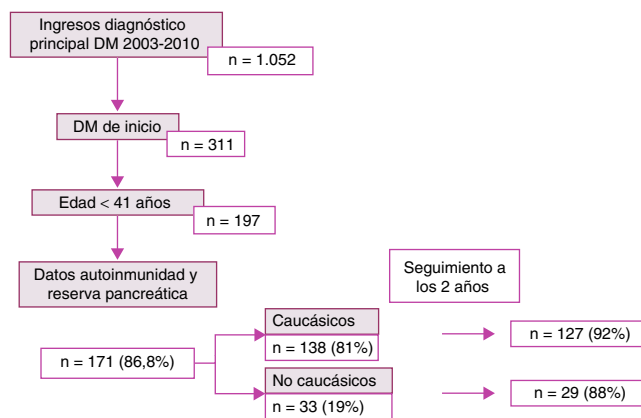 Ingresos diagnóstico
principal DM 2003-2010
n = 1.052
DM de inicio
n = 311
Edad < 41 años
n = 197
Datos autoinmunidad y
reserva pancreática
Seguimiento a
los 2 años
n = 171 (86,8%)
Caucásicos
n = 138 (81%)
n = 127 (92%)
No caucásicos
n = 33 (19%)
n = 29 (88%)